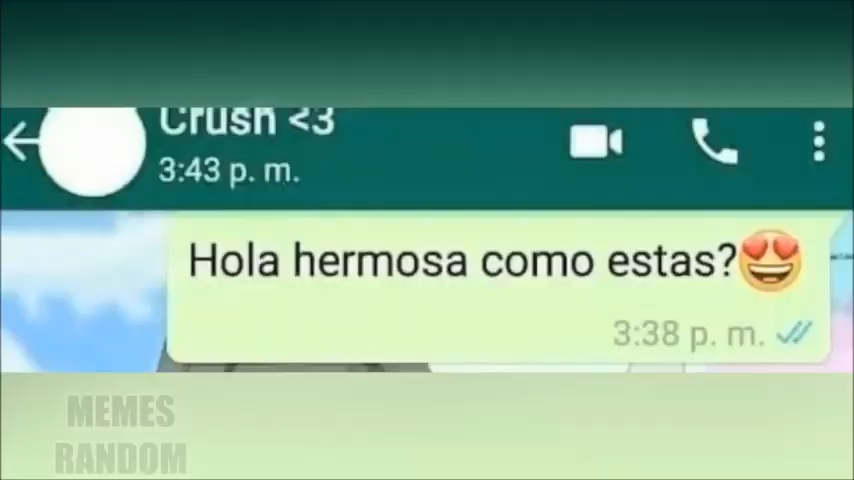 Crush <3
3:43 p. m.
Hola hermosa como estas?😍
3:38 p. m.
MEMES
RANDOM